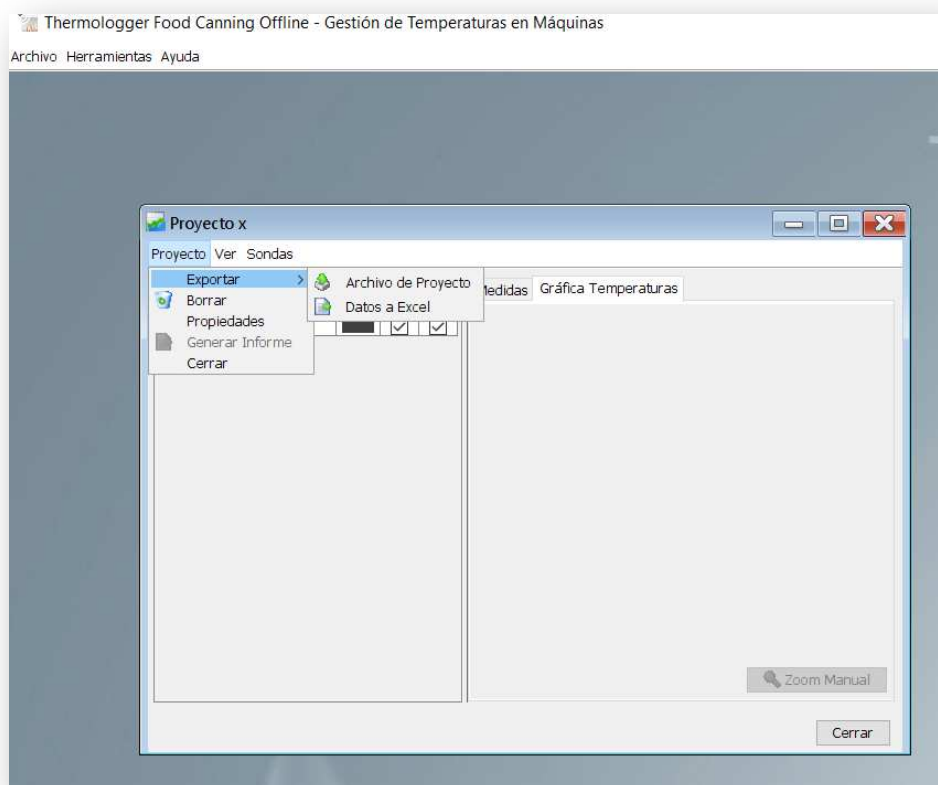 Thermologger Food Canning Offline - Gestión de Temperaturas en Máquinas
Archivo Herramientas Ayuda
Proyecto x
Proyecto Ver Sondas
Exportar
Archivo de Proyecto
Gráfica Temperaturas
Borrar
Datos a Excel
Propiedades
Generar Informe
Cerrar
Zoom Manual
Cerrar